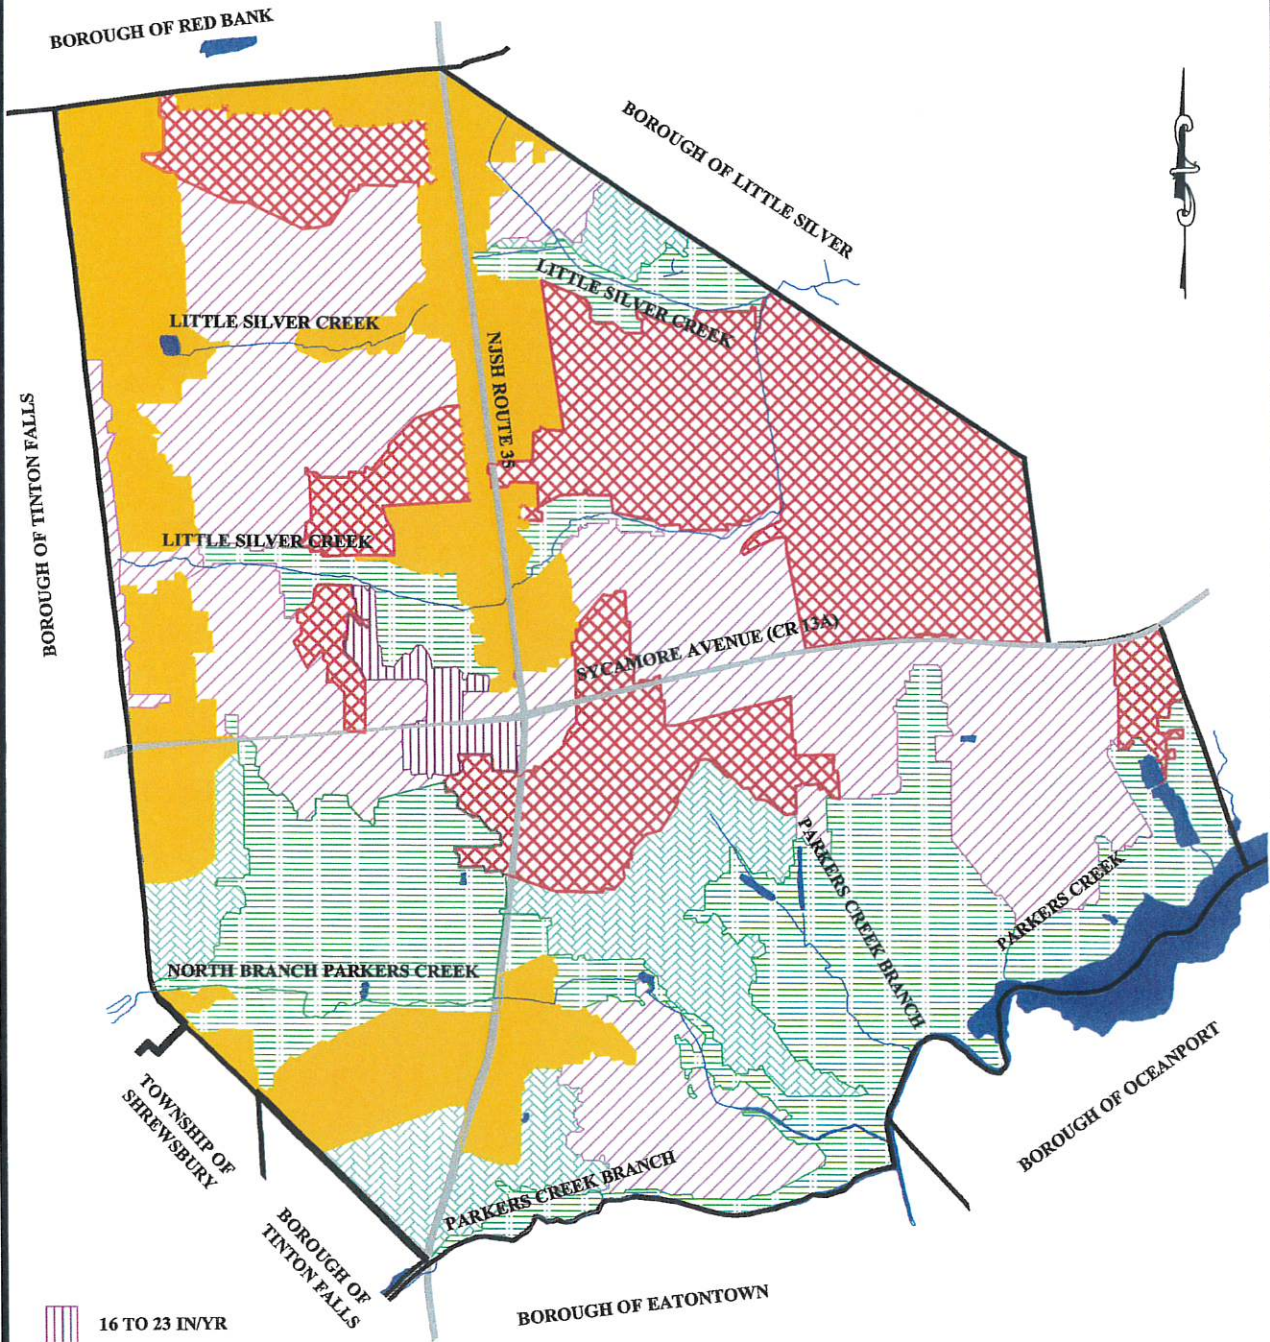 BOROUGH OF RED BANK
BOROUGH OF LITTLE SILVER
LITTLE SILVER CREEK
LITTLE SILVER CREEK
NJSH ROUTE 35
BOROUGH OF TINTON FALLS
LITTLE SILVER CREEK
SYCAMORE AVENUE (CR 13A)
PARKERS CREEK BRANCH
PARKERS CREEK
NORTH BRANCH PARKERS CREEK
TOWNSHIP OF
SHREWSBURY
BOROUGH OF OCEANPORT
PARKERS CREEK BRANCH
BOROUGH OF
TINTON FALLS
BOROUGH OF EATONTOWN
16 TO 23 IN/YR